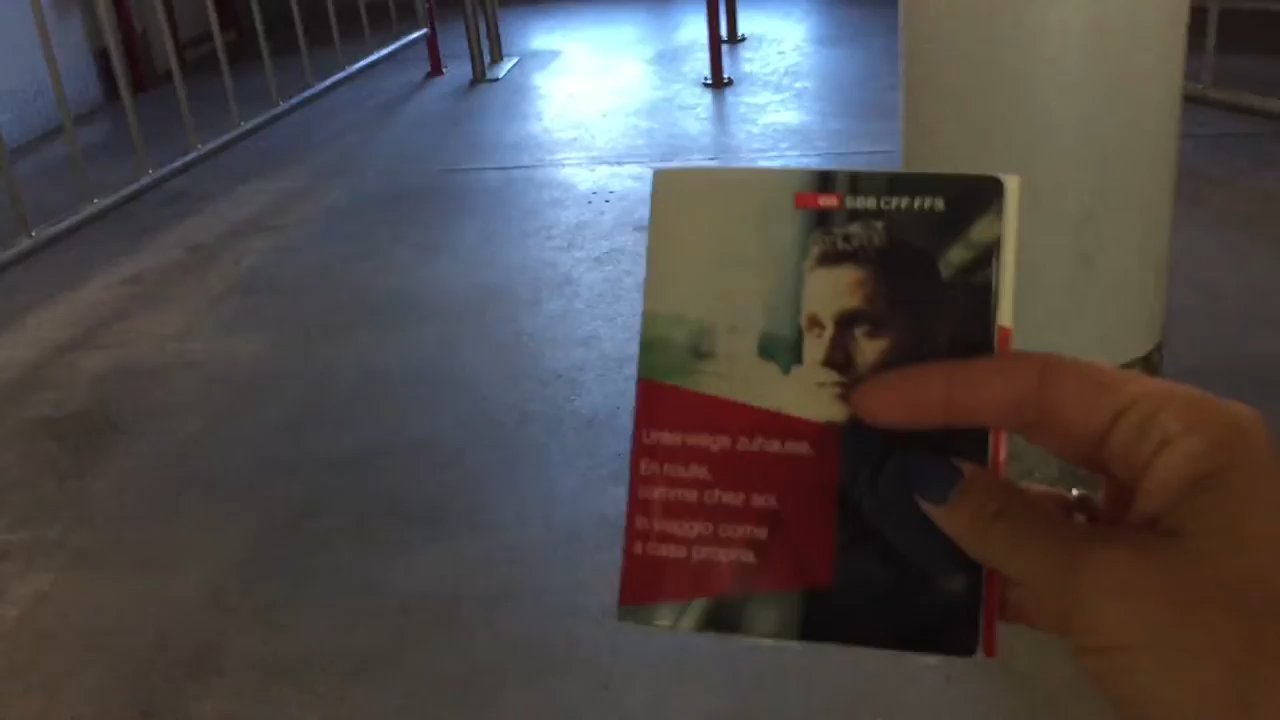 SBB CFF FFS
Unterwegs zuhause.
En route,
comme chez soi.
In viaggio come
a casa propria.